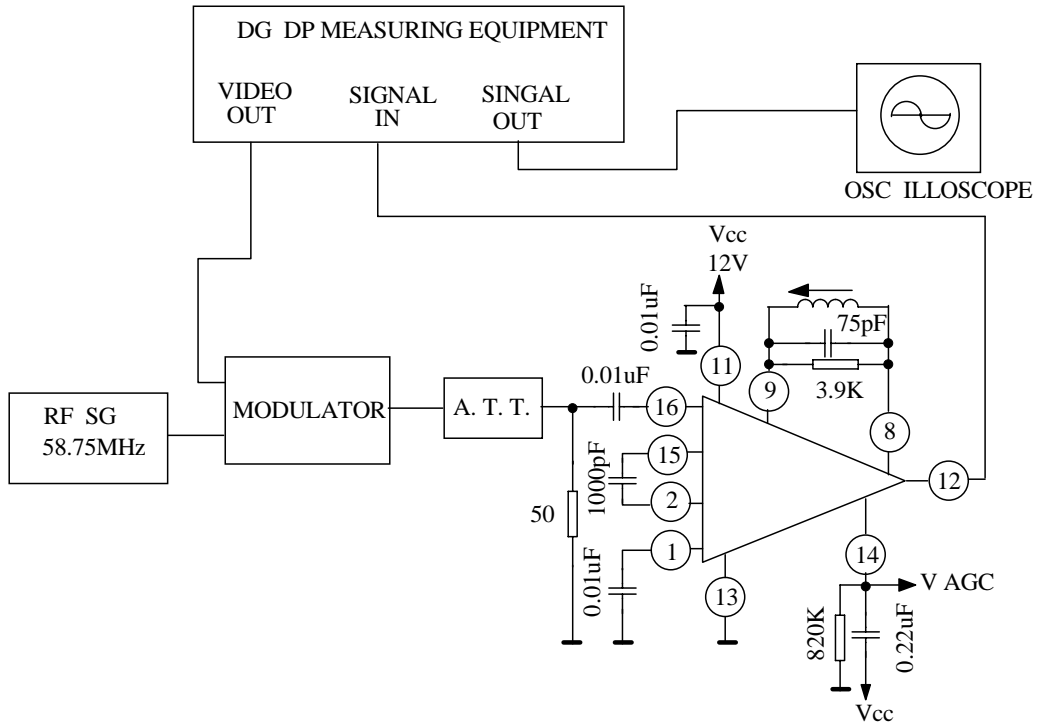 DG DP MEASURING EQUIPMENT
VIDEO
OUT
SIGNAL
IN
SINGAL
OUT
OSC ILLOSCOPE
Vcc
12V
0.01uF
75pF
3.9K
11
9
8
0.01uF
16
RF SG
58.75MHz
MODULATOR
A. T. T.
15
1000pF
2
12
50
1
0.01uF
13
14
V AGC
820K
0.22uF
Vcc